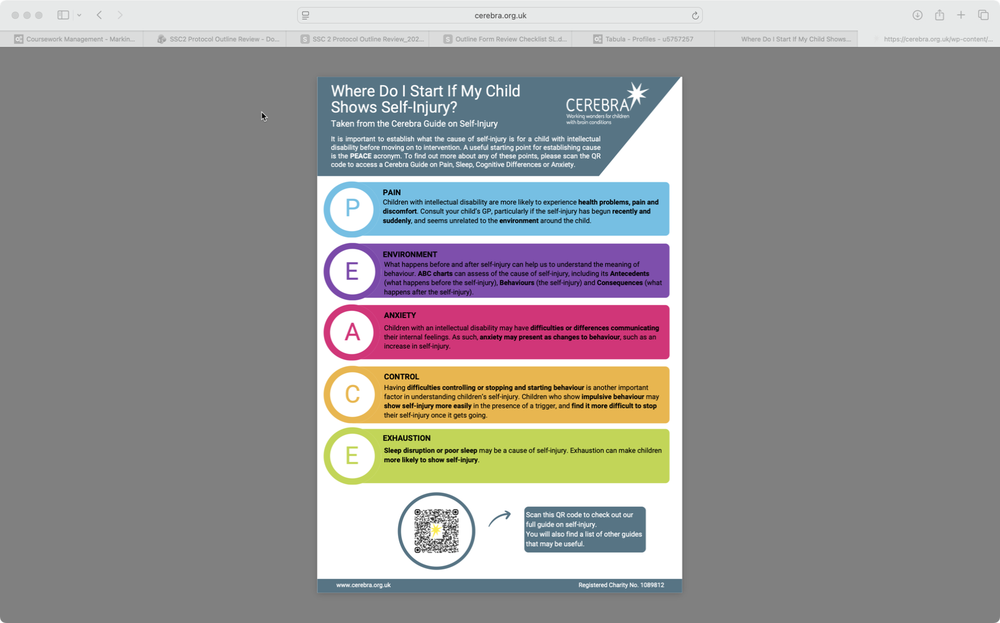 cerebra.org.uk
Coursework Management - Markin...
SSC2 Protocol Outline Review - Do...
SSC 2 Protocol Outline Review_202...
Outline Form Review Checklist SL.d...
Tabula - Profiles - u5757257
Where Do I Start If My Child Shows...
https://cerebra.org.uk/wp-content/...
Where Do I Start If My Child
Shows Self-Injury?
Taken from the Cerebra Guide on Self-Injury
CEREBRA
Working wonders for children
with brain conditions
It is important to establish what the cause of self-injury is for a child with intellectual
disability before moving on to intervention. A useful starting point for establishing cause
is the PEACE acronym. To find out more about any of these points, please scan the QR
code to access a Cerebra Guide on Pain, Sleep, Cognitive Differences or Anxiety.
P
PAIN
Children with intellectual disability are more likely to experience health problems, pain and
discomfort. Consult your child's GP, particularly if the self-injury has begun recently and
suddenly, and seems unrelated to the environment around the child.
E
ENVIRONMENT
What happens before and after self-injury can help us to understand the meaning of
behaviour. ABC charts can assess of the cause of self-injury, including its Antecedents
(what happens before the self-injury), Behaviours (the self-injury) and Consequences (what
happens after the self-injury).
A
ANXIETY
Children with an intellectual disability may have difficulties or differences communicating
their internal feelings. As such, anxiety may present as changes to behaviour, such as an
increase in self-injury.
C
CONTROL
Having difficulties controlling or stopping and starting behaviour is another important
factor in understanding children's self-injury. Children who show impulsive behaviour may
show self-injury more easily in the presence of a trigger, and find it more difficult to stop
their self-injury once it gets going.
E
EXHAUSTION
Sleep disruption or poor sleep may be a cause of self-injury. Exhaustion can make children
more likely to show self-injury.
Scan this QR code to check out our
full guide on self-injury.
You will also find a list of other guides
that may be useful.
www.cerebra.org.uk
Registered Charity No. 1089812